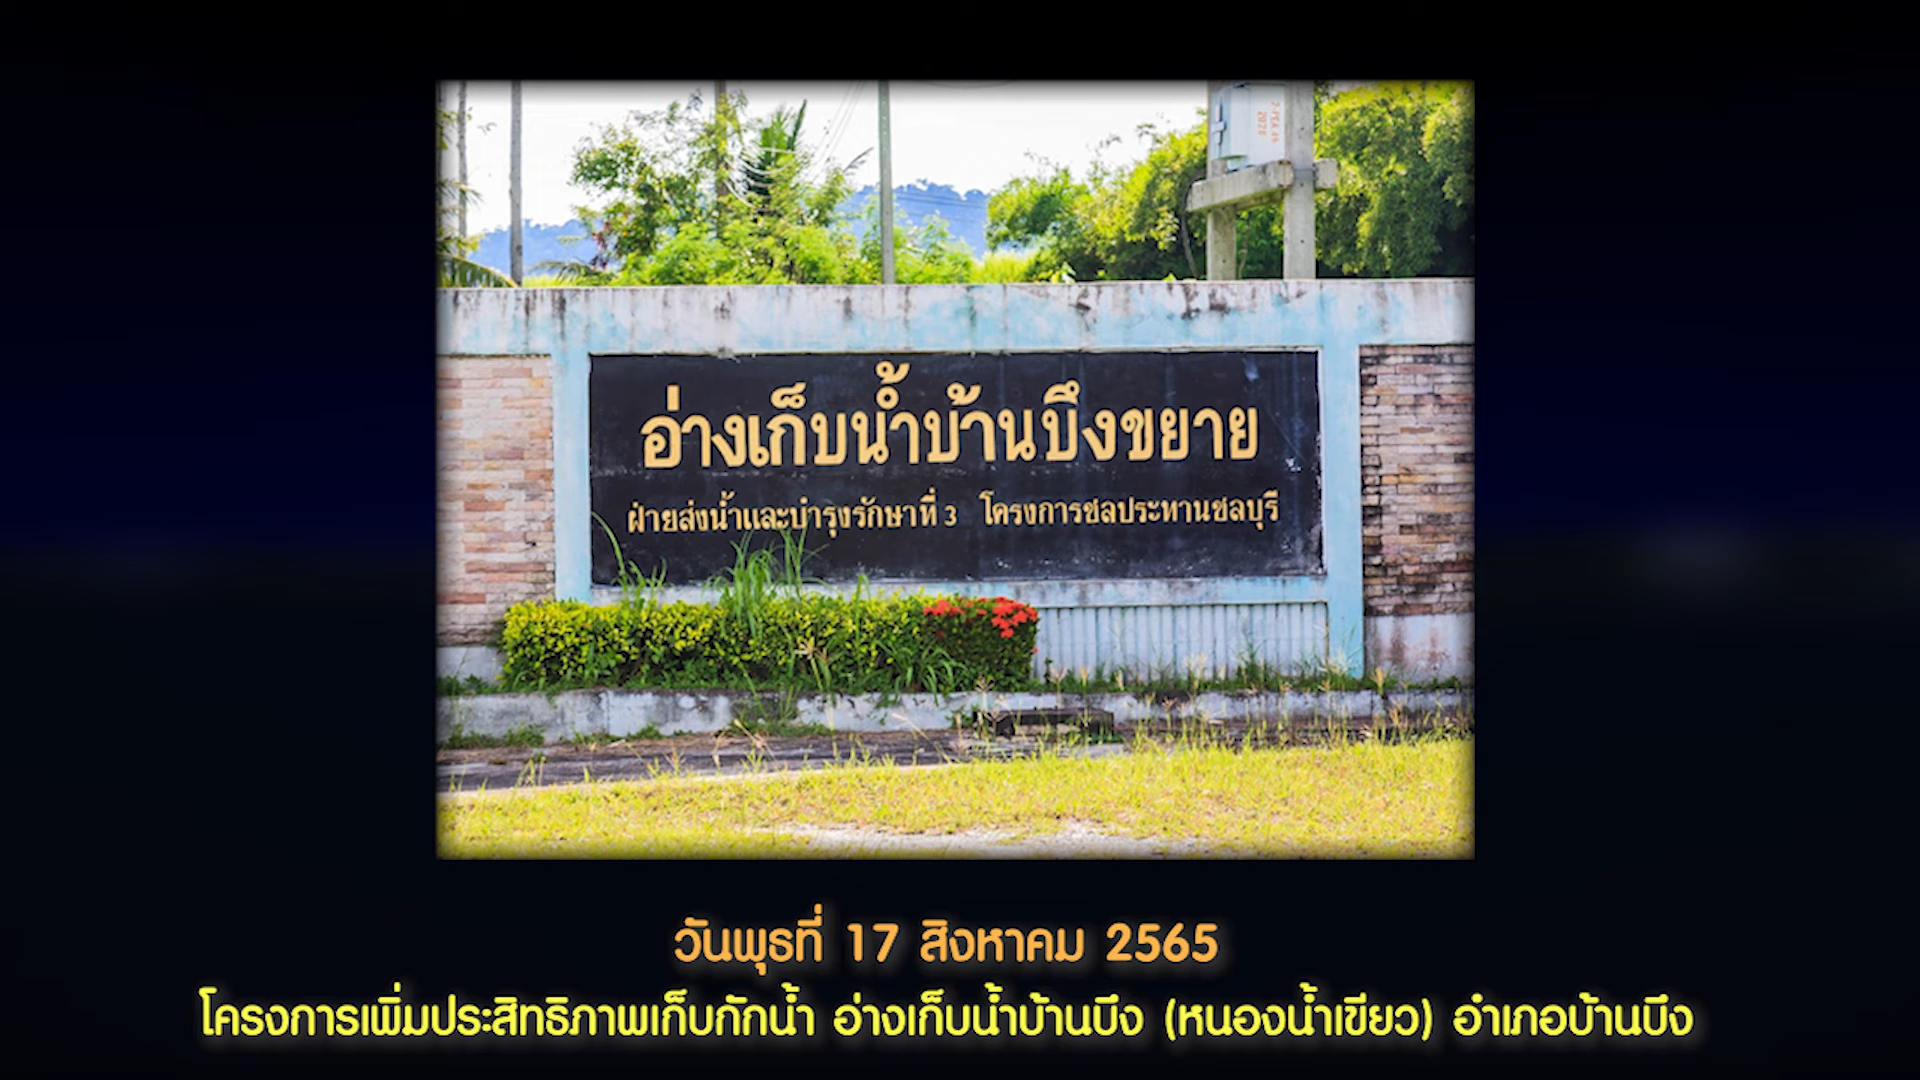 2-PEA 44
2028
อ่างเก็บน้ำบ้านบึงขยาย
ฝ่ายส่งน้ำและบำรุงรักษาที่ 3 โครงการชลประทานชลบุรี
วันพุธที่ 17 สิงหาคม 2565
โครงการเพิ่มประสิทธิภาพเก็บกักน้ำ อ่างเก็บน้ำบ้านบึง (หนองน้ำเขียว) อำเภอบ้านบึง